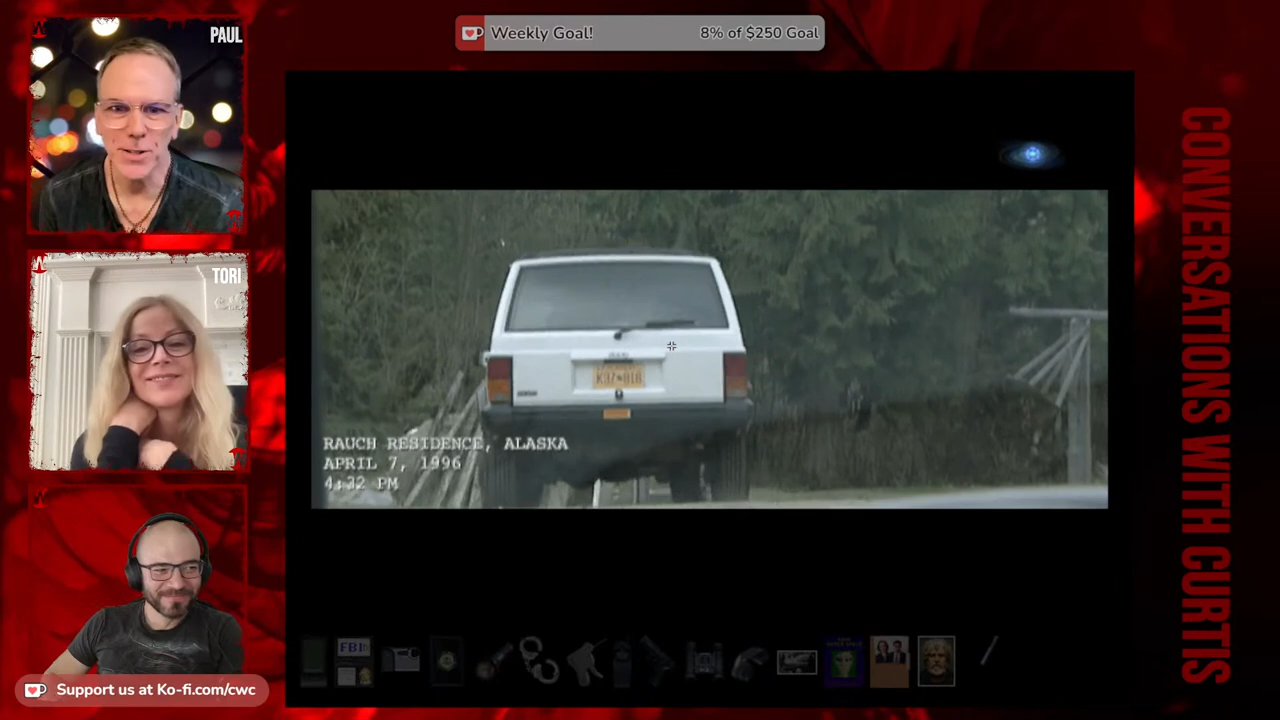 PAUL
Weekly Goal!
8% of $250 Goal
TORI
RAUCH RESIDENCE, ALASKA
APRIL 7, 1996
4:32 PM
FBI
Support us at Ko-fi.com/cwc
CONVERSATIONS WITH CURTIS